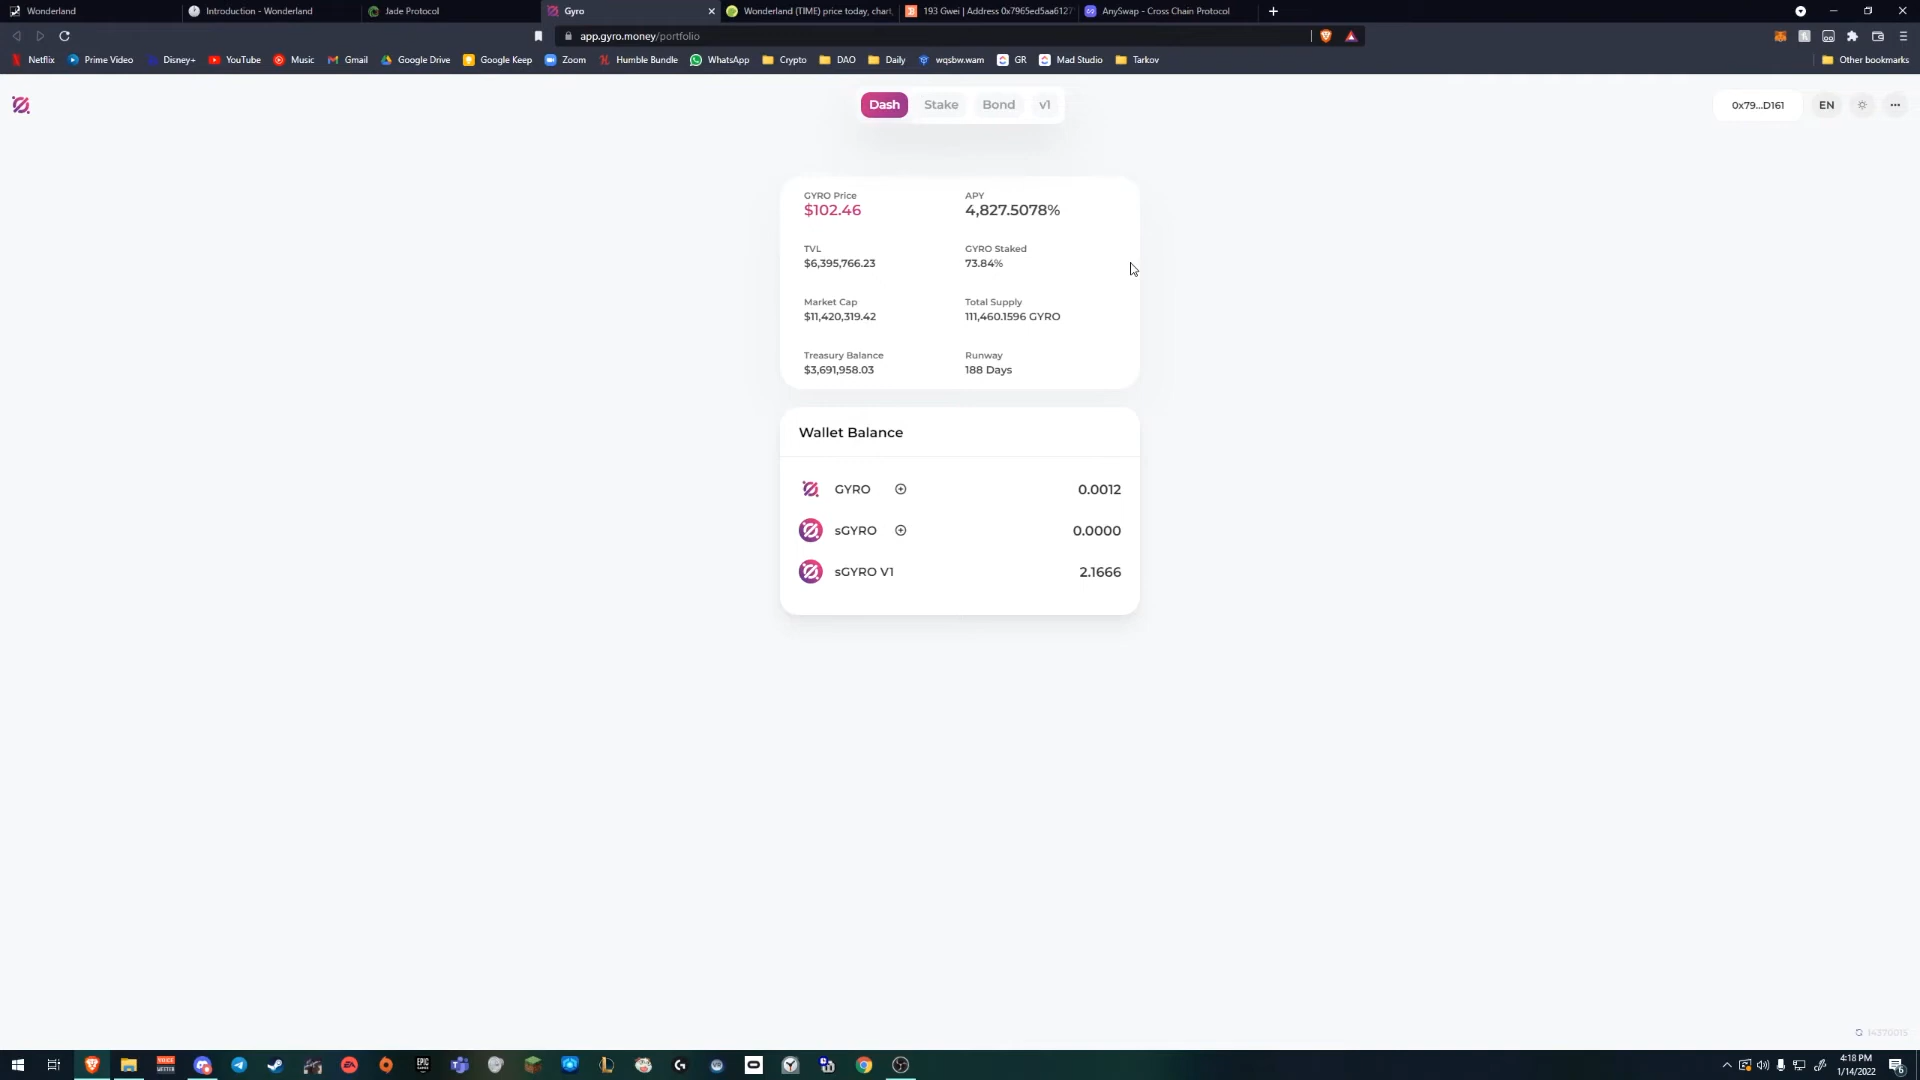 Wonderland
Introduction - Wonderland
Jade Protocol
Gyro
Wonderland (TIME) price today, chart,
193 Gwei | Address 0x7965ed5aa6127
AnySwap - Cross Chain Protocol
app.gyro.money/portfolio
Netflix
Prime Video
Disney+
YouTube
Music
Gmail
Google Drive
Google Keep
Zoom
Humble Bundle
WhatsApp
Crypto
DAO
Daily
wqsbw.wam
GR
Mad Studio
Tarkov
Other bookmarks
Dash
Stake
Bond
v1
0x79...D161
EN
GYRO Price
$102.46
APY
4,827.5078%
TVL
$6,395,766.23
GYRO Staked
73.84%
Market Cap
$11,420,319.42
Total Supply
111,460.1596 GYRO
Treasury Balance
$3,691,958.03
Runway
188 Days
Wallet Balance
GYRO
0.0012
sGYRO
0.0000
sGYRO V1
2.1666
14370015
4:18 PM
1/14/2022